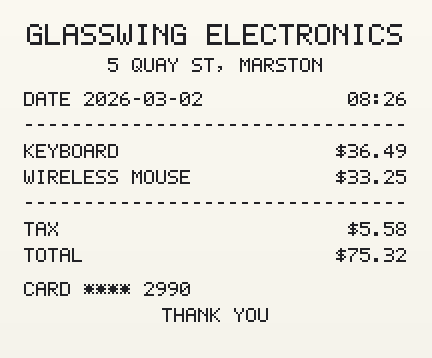 GLASSWING ELECTRONICS
5 QUAY ST, MARSTON
DATE 2026-03-02 08:26
--------------------------------
KEYBOARD $36.49
WIRELESS MOUSE $33.25
--------------------------------
TAX $5.58
TOTAL $75.32
CARD **** 2990
THANK YOU